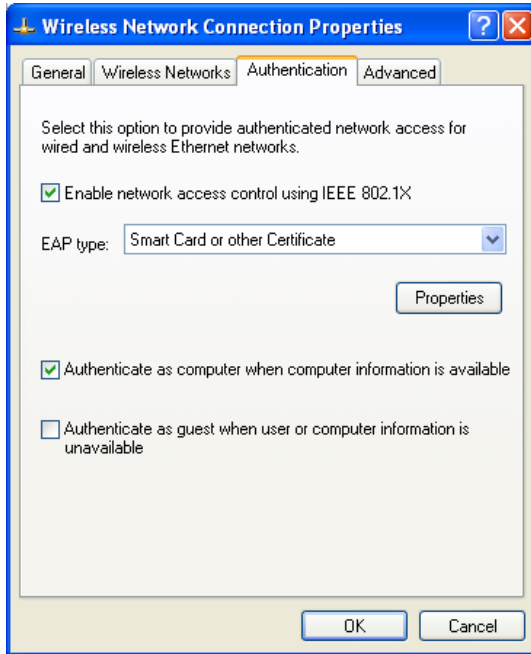 Wireless Network Connection Properties
General Wireless Networks Authentication Advanced
Select this option to provide authenticated network access for
wired and wireless Ethernet networks.
Enable network access control using IEEE 802.1X
EAP type: Smart Card or other Certificate
Properties
Authenticate as computer when computer information is available
Authenticate as guest when user or computer information is
unavailable
OK Cancel